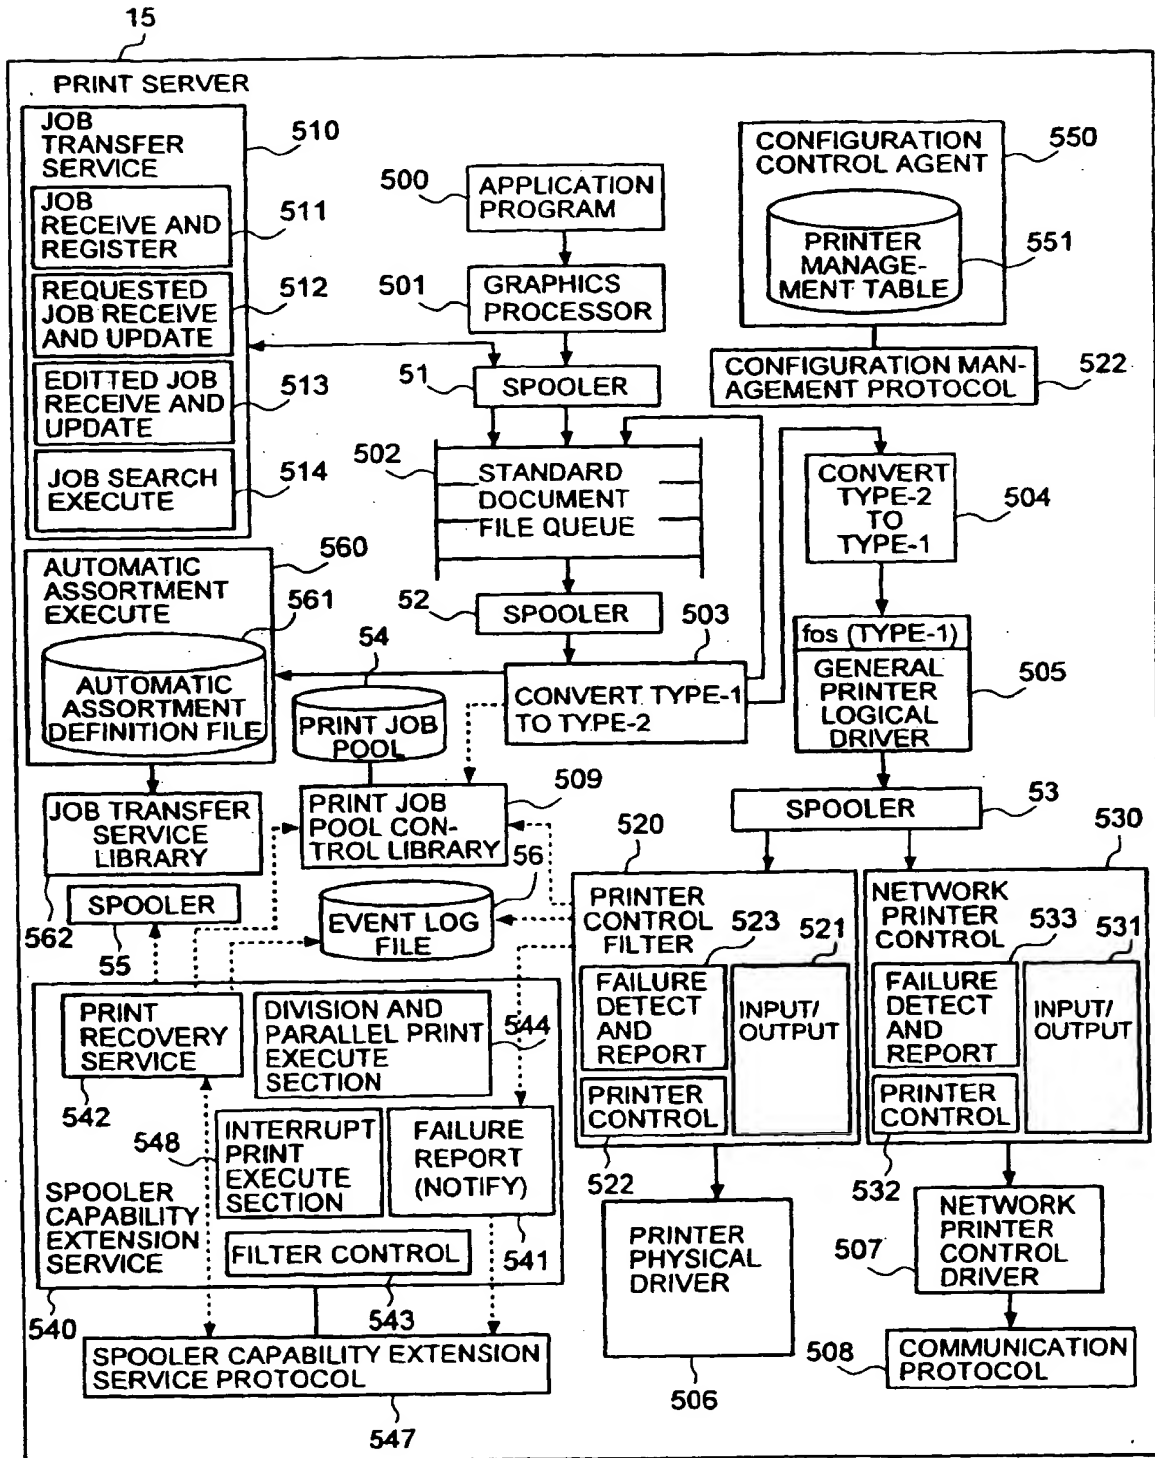 15
PRINT SERVER
JOB
TRANSFER
SERVICE
510
JOB
RECEIVE AND
REGISTER
511
REQUESTED
JOB RECEIVE
AND UPDATE
512
EDITTED JOB
RECEIVE AND
UPDATE
513
JOB SEARCH
EXECUTE
514
500
APPLICATION
PROGRAM
501
GRAPHICS
PROCESSOR
51
SPOOLER
502
STANDARD
DOCUMENT
FILE QUEUE
52
SPOOLER
503
CONVERT TYPE-1
TO TYPE-2
CONFIGURATION
CONTROL AGENT
550
PRINTER
MANAGE-
MENT TABLE
551
CONFIGURATION MAN-
AGEMENT PROTOCOL
522
CONVERT
TYPE-2
TO
TYPE-1
504
fos (TYPE-1)
GENERAL
PRINTER
LOGICAL
DRIVER
505
SPOOLER
53
560
AUTOMATIC
ASSORTMENT
EXECUTE
561
AUTOMATIC
ASSORTMENT
DEFINITION FILE
54
PRINT JOB
POOL
JOB TRANSFER
SERVICE
LIBRARY
562
PRINT JOB
POOL CON-
TROL LIBRARY
509
SPOOLER
55
56
EVENT LOG
FILE
520
PRINTER
CONTROL
FILTER
523
521
FAILURE
DETECT
AND
REPORT
INPUT/
OUTPUT
PRINTER
CONTROL
522
530
NETWORK
PRINTER
CONTROL
533
531
FAILURE
DETECT
AND
REPORT
INPUT/
OUTPUT
PRINTER
CONTROL
532
PRINT
RECOVERY
SERVICE
542
DIVISION AND
PARALLEL PRINT
EXECUTE
SECTION
544
548
INTERRUPT
PRINT
EXECUTE
SECTION
FAILURE
REPORT
(NOTIFY)
541
SPOOLER
CAPABILITY
EXTENSION
SERVICE
FILTER CONTROL
543
540
SPOOLER CAPABILITY EXTENSION
SERVICE PROTOCOL
547
PRINTER
PHYSICAL
DRIVER
506
507
NETWORK
PRINTER
CONTROL
DRIVER
508
COMMUNICATION
PROTOCOL